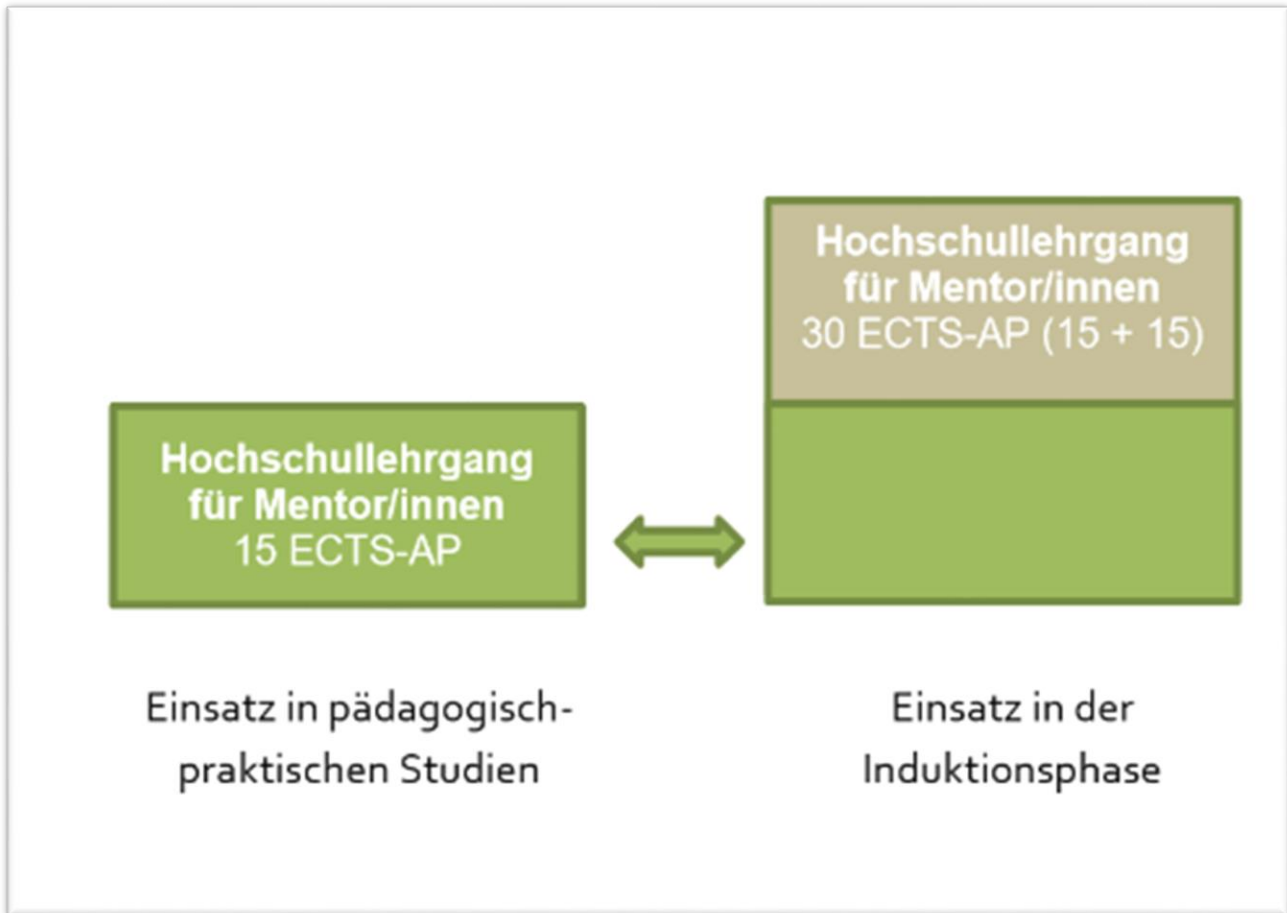 Hochschullehrgang
für Mentor/innen
15 ECTS-AP
Einsatz in pädagogisch-
praktischen Studien
Hochschullehrgang
für Mentor/innen
30 ECTS-AP (15 + 15)
Einsatz in der
Induktionsphase